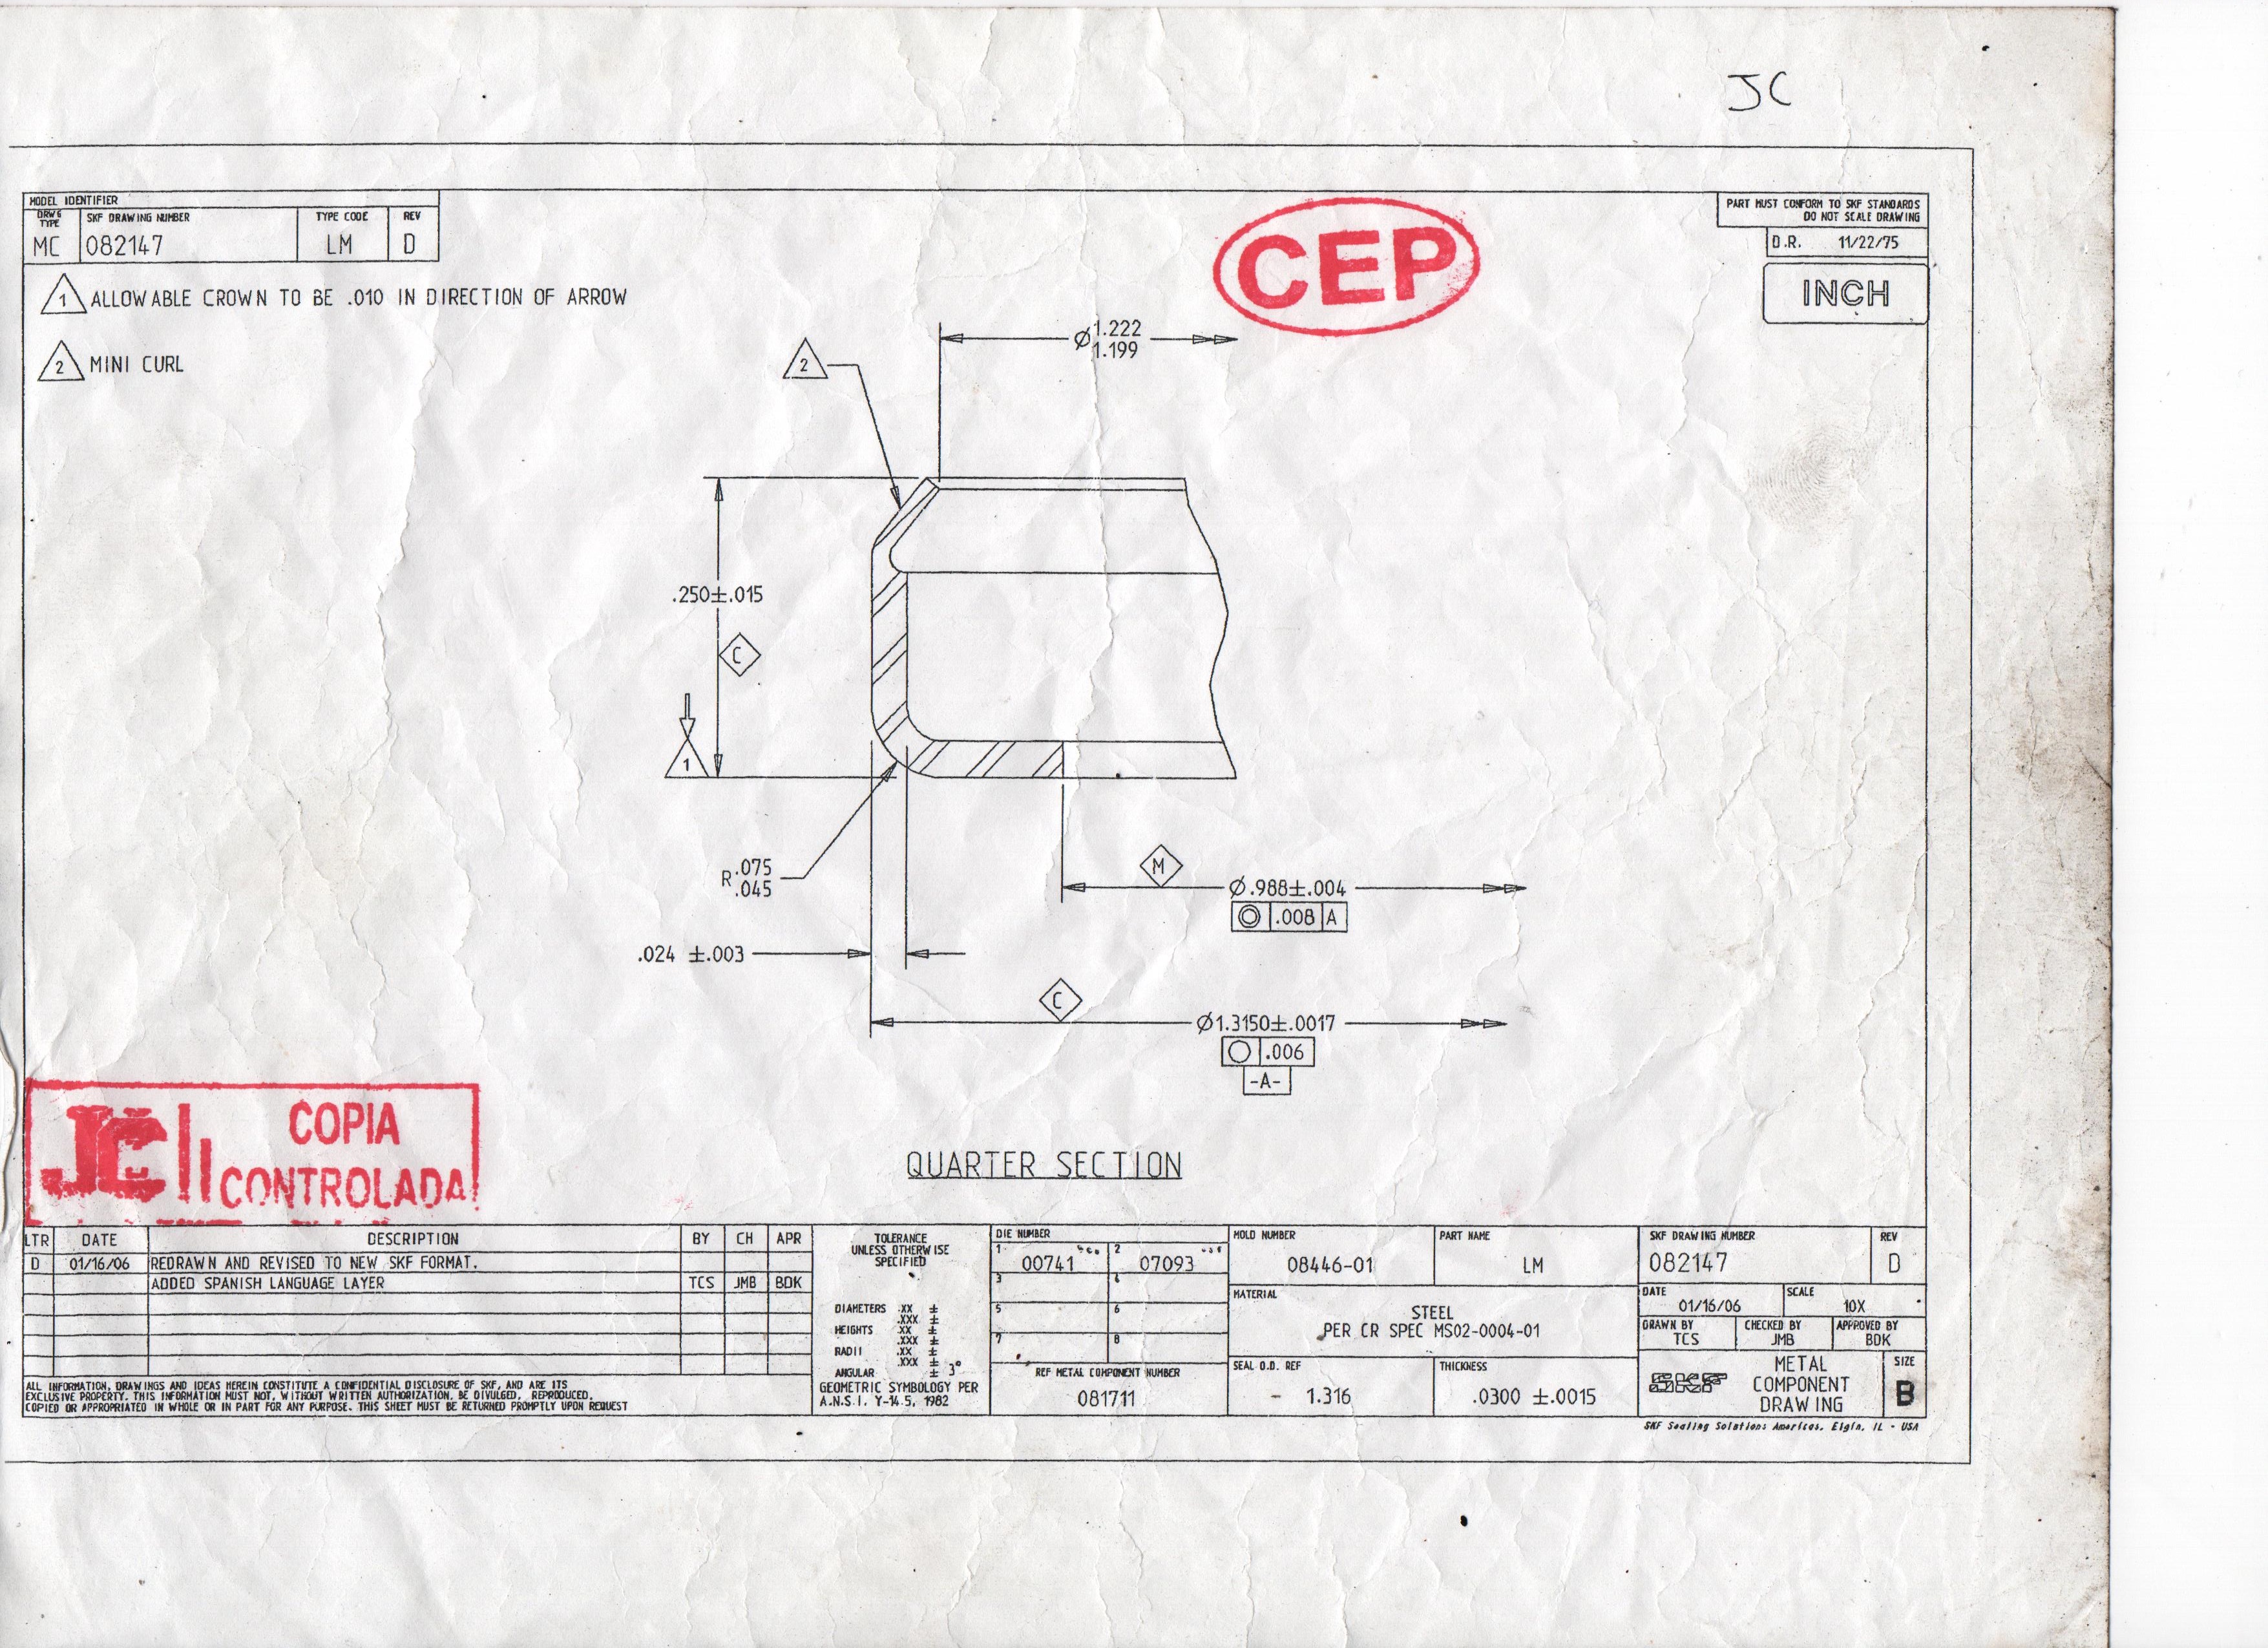 JC
MODEL IDENTIFIER
DRWG TYPE
SKF DRAWING NUMBER
TYPE CODE
REV
MC
082147
LM
D
PART MUST CONFORM TO SKF STANDARDS
DO NOT SCALE DRAWING
D.R. 11/22/75
INCH
CEP
1 ALLOWABLE CROWN TO BE .010 IN DIRECTION OF ARROW
2 MINI CURL
Ø1.222
1.199
2
.250±.015
C
1
R.075
.045
M
Ø.988±.004
◎ .008 A
.024 ±.003
C
Ø1.3150±.0017
○ .006
-A-
QUARTER SECTION
COPIA
CONTROLADA
LTR DATE DESCRIPTION BY CH APR
D 01/16/06 REDRAWN AND REVISED TO NEW SKF FORMAT.
ADDED SPANISH LANGUAGE LAYER TCS JMB BDK
ALL INFORMATION, DRAWINGS AND IDEAS HEREIN CONSTITUTE A CONFIDENTIAL DISCLOSURE OF SKF, AND ARE ITS
EXCLUSIVE PROPERTY. THIS INFORMATION MUST NOT, WITHOUT WRITTEN AUTHORIZATION, BE DIVULGED, REPRODUCED,
COPIED OR APPROPRIATED IN WHOLE OR IN PART FOR ANY PURPOSE. THIS SHEET MUST BE RETURNED PROMPTLY UPON REQUEST
TOLERANCE
UNLESS OTHERWISE
SPECIFIED
DIAMETERS .XX ±
.XXX ±
HEIGHTS .XX ±
.XXX ±
RADII .XX ±
.XXX ±
ANGULAR ± 3°
GEOMETRIC SYMBOLOGY PER
A.N.S.I. Y-14.5, 1982
DIE NUMBER
1 00741
2 07093
3
4
5
6
7
8
REF METAL COMPONENT NUMBER
081711
MOLD NUMBER
08446-01
PART NAME
LM
MATERIAL
STEEL
PER CR SPEC MS02-0004-01
SEAL O.D. REF
1.316
THICKNESS
.0300 ±.0015
SKF DRAWING NUMBER
082147
REV
D
DATE
01/16/06
SCALE
10X
DRAWN BY
TCS
CHECKED BY
JMB
APPROVED BY
BDK
SKF
METAL
COMPONENT
DRAWING
SIZE
B
SKF Sealing Solutions Americas, Elgin, IL - USA